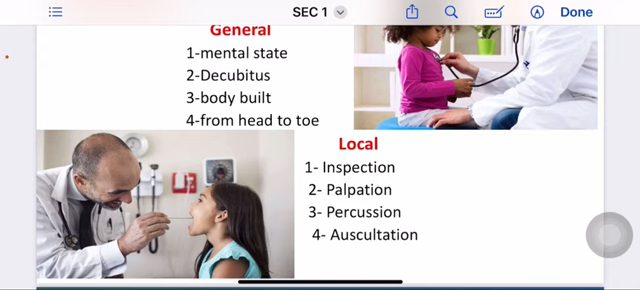 SEC 1
Done
General
1-mental state
2-Decubitus
3-body built
4-from head to toe
Local
1- Inspection
2- Palpation
3- Percussion
4- Auscultation